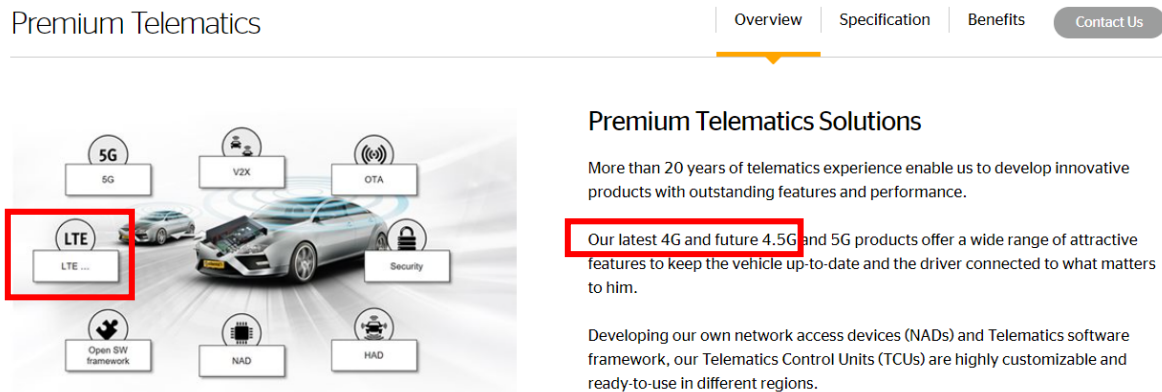 Premium Telematics
Overview
Specification
Benefits
Contact Us
5G
5G
V2X
OTA
LTE
LTE ...
Security
Open SW
framework
NAD
HAD
Premium Telematics Solutions
More than 20 years of telematics experience enable us to develop innovative
products with outstanding features and performance.
Our latest 4G and future 4.5G and 5G products offer a wide range of attractive
features to keep the vehicle up-to-date and the driver connected to what matters
to him.
Developing our own network access devices (NADs) and Telematics software
framework, our Telematics Control Units (TCUs) are highly customizable and
ready-to-use in different regions.